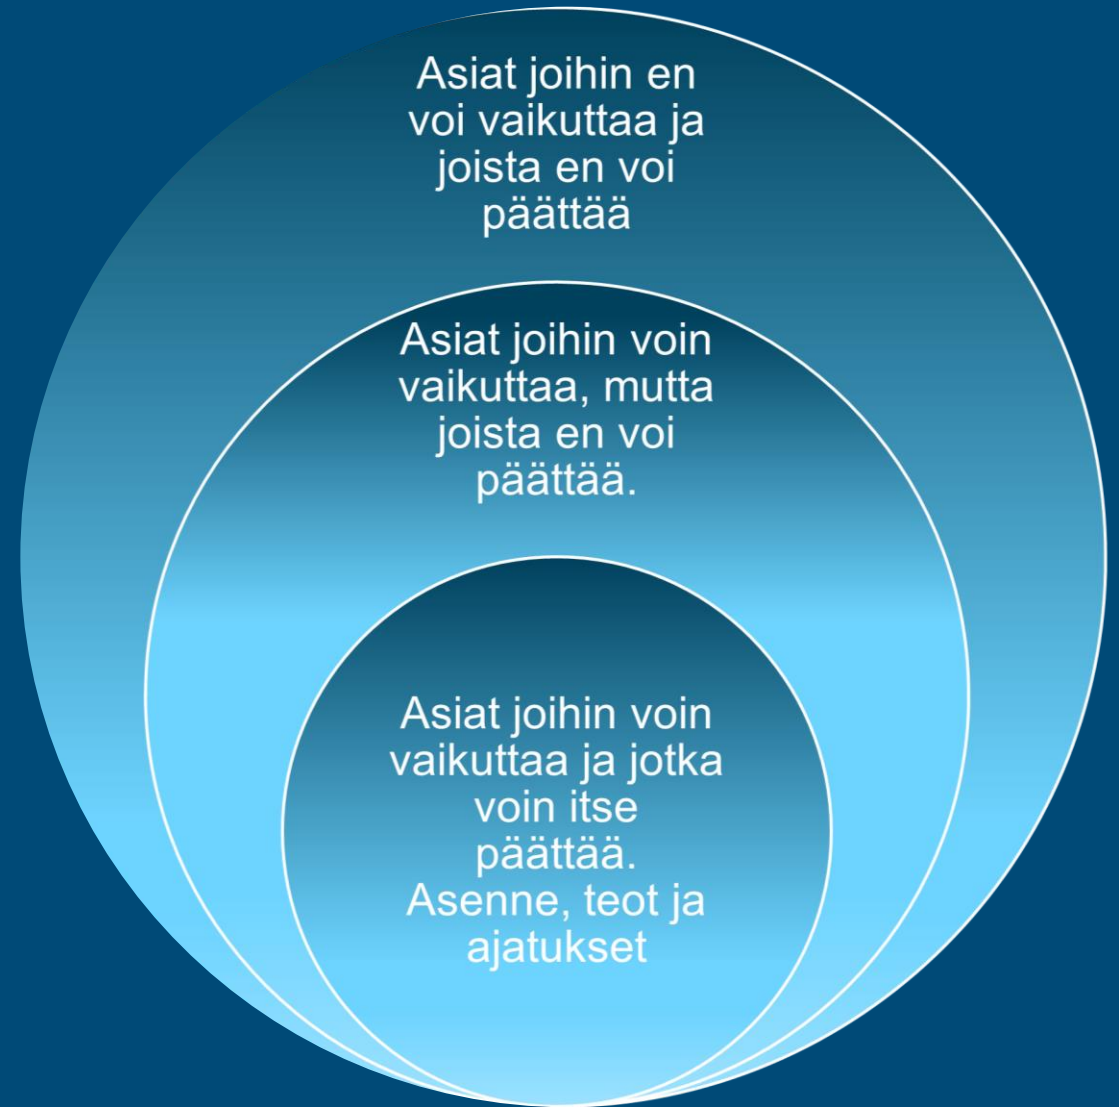 Asiat joihin en
voi vaikuttaa ja
joista en voi
päättää
Asiat joihin voin
vaikuttaa, mutta
joista en voi
päättää.
Asiat joihin voin
vaikuttaa ja jotka
voin itse
päättää.
Asenne, teot ja
ajatukset